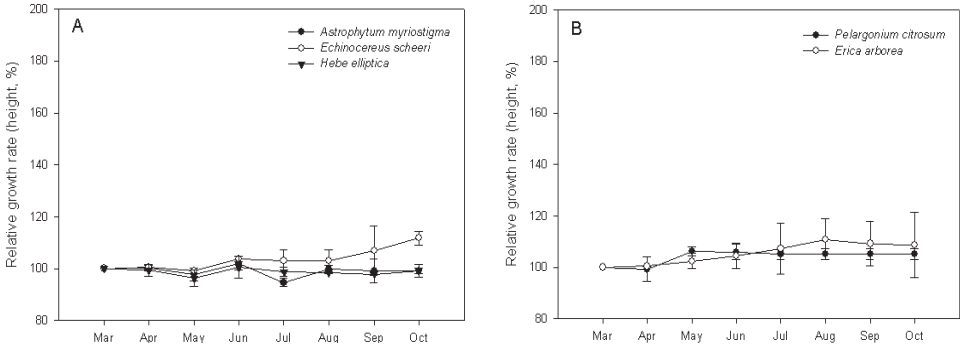 A
Astrophytum myriostigma
Echinocereus scheeri
Hebe elliptica
Relative growth rate (height, %)
200
180
160
140
120
100
80
Mar Apr May Jun Jul Aug Sep Oct
B
Pelargonium citrosum
Erica arborea
Relative growth rate (height, %)
200
180
160
140
120
100
80
Mar Apr May Jun Jul Aug Sep Oct